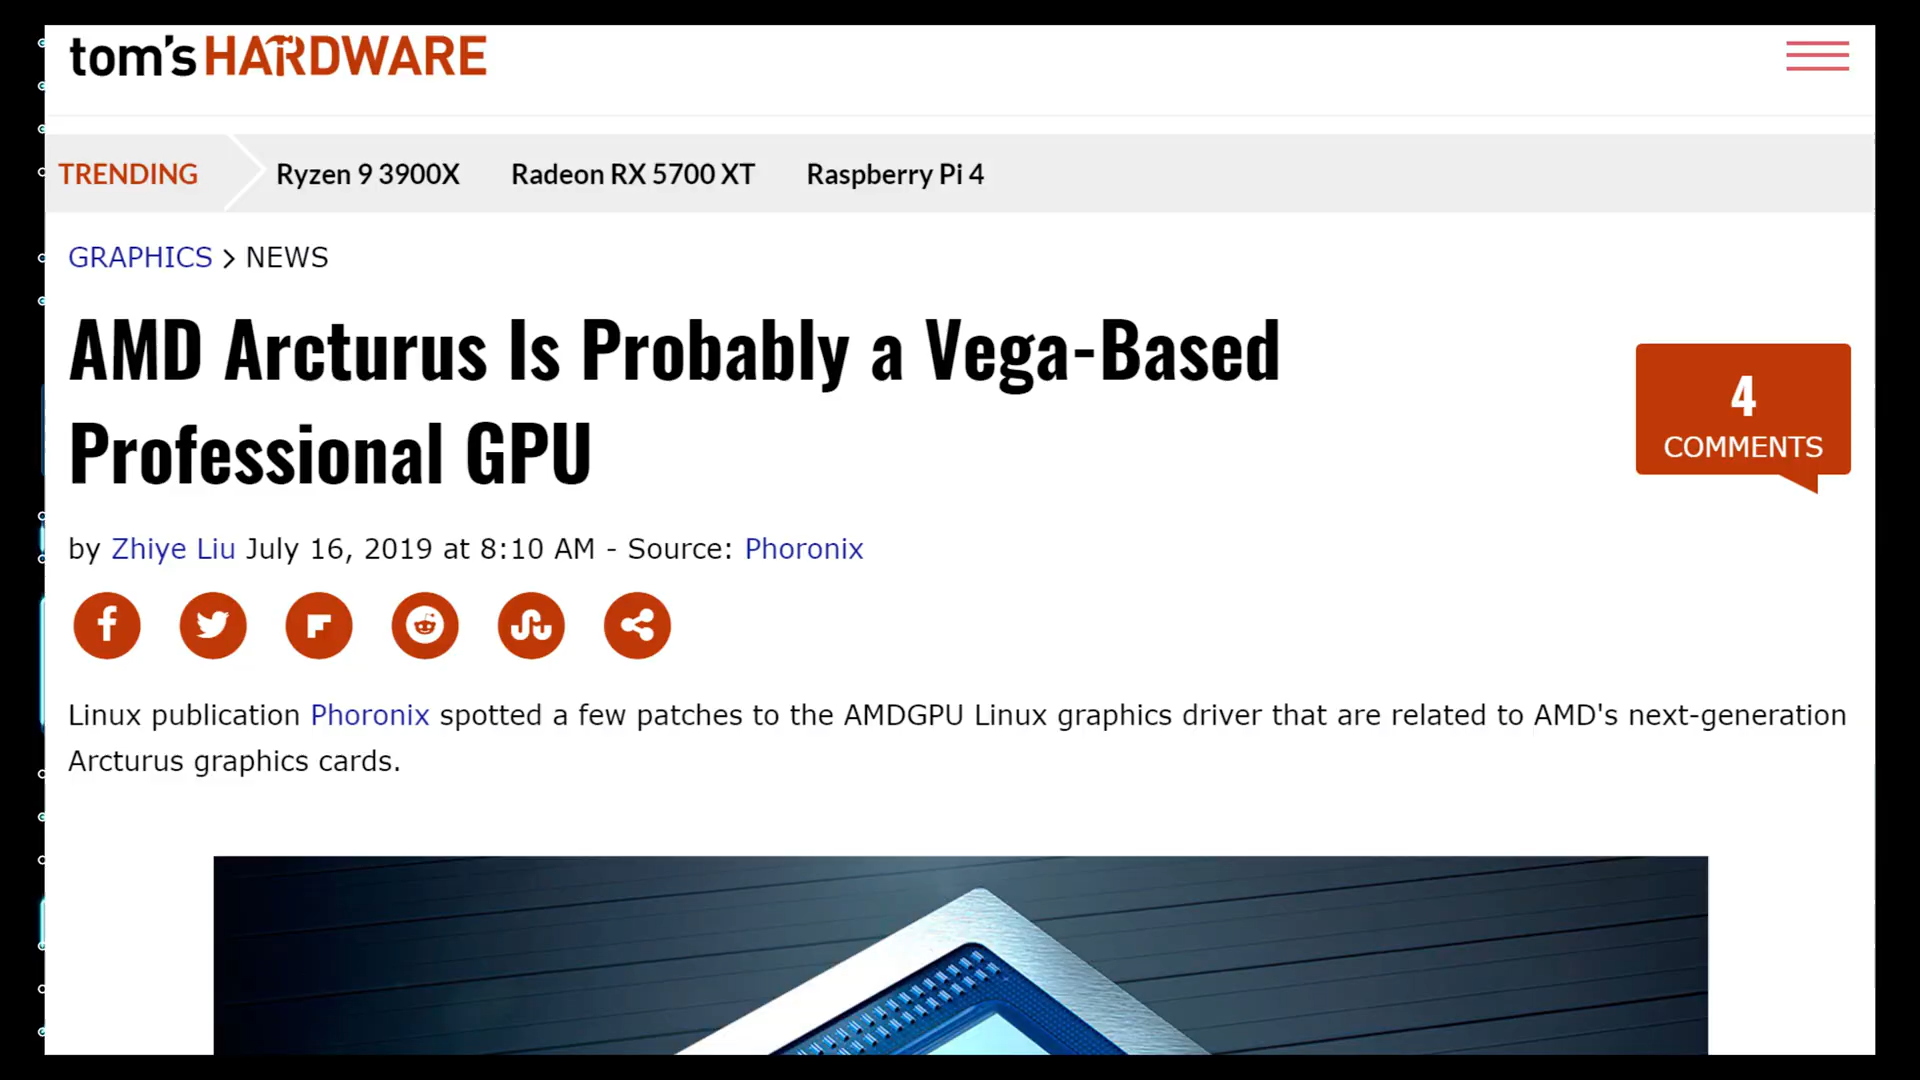 tom's HARDWARE
TRENDING Ryzen 9 3900X Radeon RX 5700 XT Raspberry Pi 4
GRAPHICS > NEWS
AMD Arcturus Is Probably a Vega-Based
Professional GPU
4
COMMENTS
by Zhiye Liu July 16, 2019 at 8:10 AM - Source: Phoronix
Linux publication Phoronix spotted a few patches to the AMDGPU Linux graphics driver that are related to AMD's next-generation
Arcturus graphics cards.